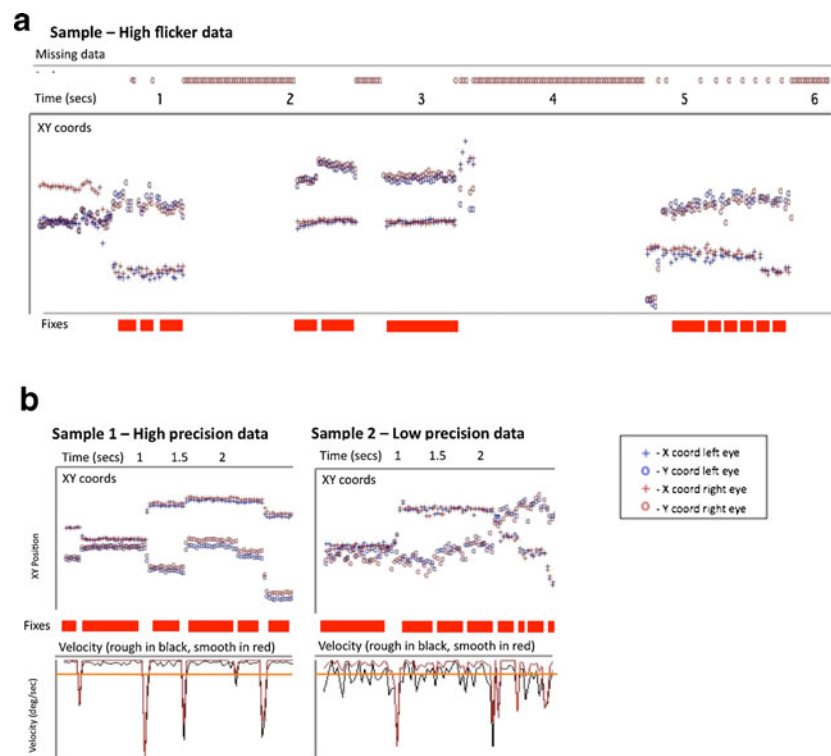 a
Sample – High flicker data
Missing data
Time (secs) 1 2 3 4 5 6
XY coords
Fixes
b
Sample 1 – High precision data
Time (secs) 1 1.5 2
XY coords
XY Position
Sample 2 – Low precision data
Time (secs) 1 1.5 2
XY coords
+ - X coord left eye
o - Y coord left eye
+ - X coord right eye
o - Y coord right eye
Fixes
Velocity (rough in black, smooth in red)
Velocity (deg/sec)
Velocity (rough in black, smooth in red)